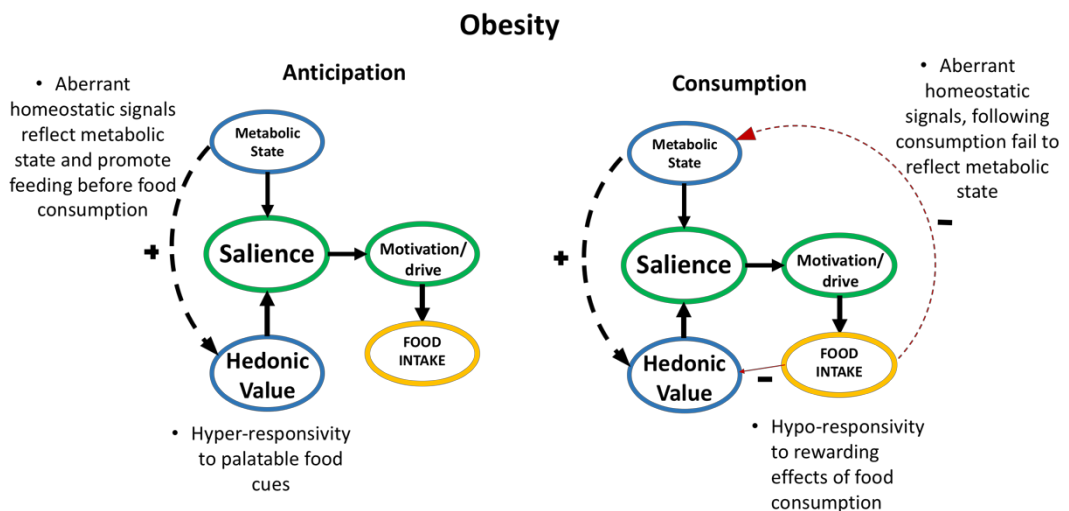 Obesity
Anticipation
• Aberrant
homeostatic signals
reflect metabolic
state and promote
feeding before food
consumption
Metabolic
State
+
Salience
Motivation/
drive
Hedonic
Value
FOOD
INTAKE
• Hyper-responsivity
to palatable food
cues
Consumption
• Aberrant
homeostatic
signals, following
consumption fail to
reflect metabolic
state
Metabolic
State
+
Salience
Motivation/
drive
–
Hedonic
Value
FOOD
INTAKE
–
• Hypo-responsivity
to rewarding
effects of food
consumption